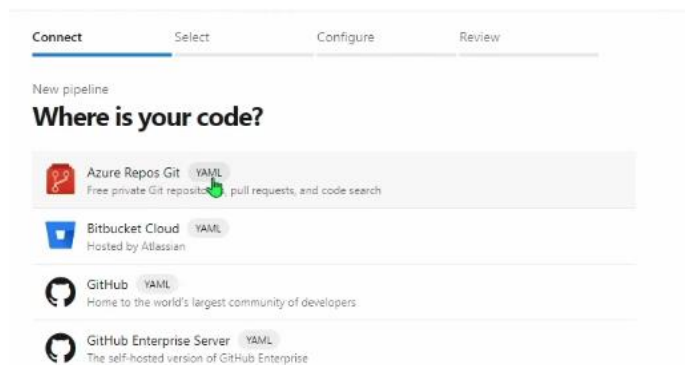 Connect Select Configure Review
New pipeline
Where is your code?
Azure Repos Git YAML
Free private Git repositories, pull requests, and code search
Bitbucket Cloud YAML
Hosted by Atlassian
GitHub YAML
Home to the world's largest community of developers
GitHub Enterprise Server YAML
The self-hosted version of GitHub Enterprise